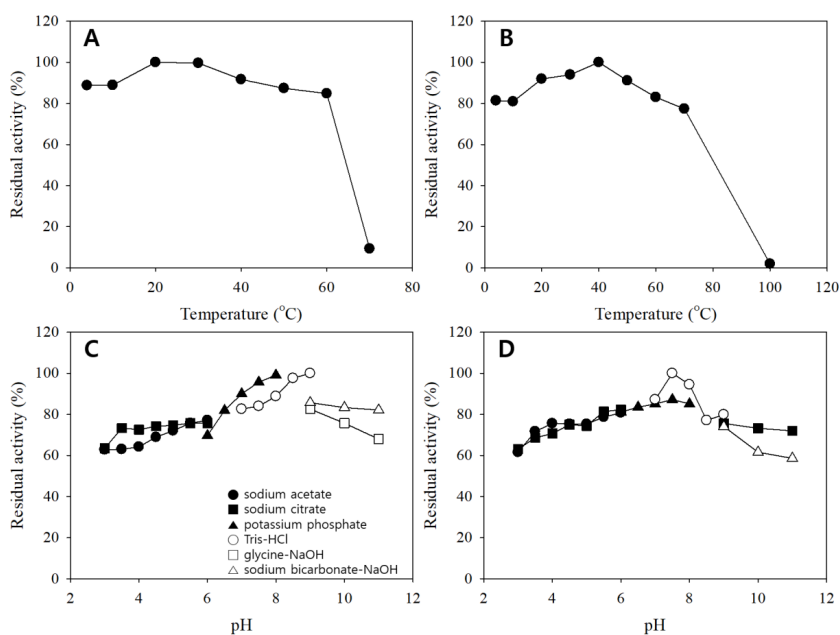 A
Residual activity (%)
120
100
80
60
40
20
0
0 20 40 60 80
Temperature (°C)
B
Residual activity (%)
120
100
80
60
40
20
0
0 20 40 60 80 100 120
Temperature (°C)
C
Residual activity (%)
120
100
80
60
40
20
0
sodium acetate
sodium citrate
potassium phosphate
Tris-HCl
glycine-NaOH
sodium bicarbonate-NaOH
2 4 6 8 10 12
pH
D
Residual activity (%)
120
100
80
60
40
20
0
2 4 6 8 10 12
pH